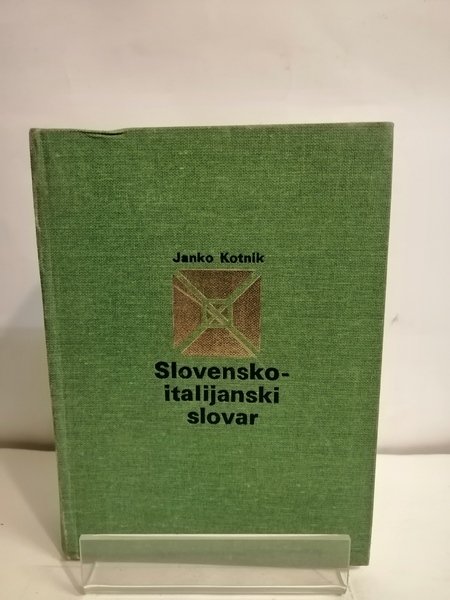 Janko Kotnik
Slovensko-
italijanski
slovar